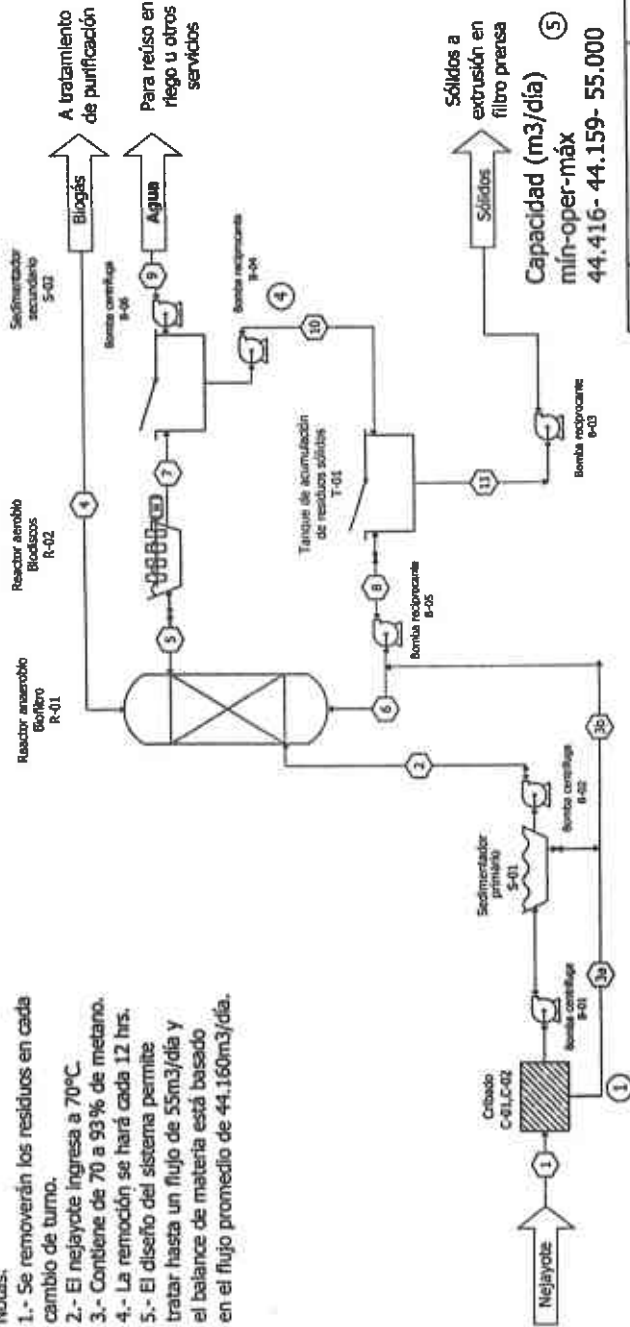 Notas:
1.- Se removerán los residuos en cada
cambio de turno.
2.- El nejayote ingresa a 70°C.
3.- Contiene de 70 a 93% de metano.
4.- La remoción se hará cada 12 hrs.
5.- El diseño del sistema permite
tratar hasta un flujo de 55m3/día y
el balance de materia está basado
en el flujo promedio de 44.160m3/día.
Reactor anaerobio
Biofiltro
R-01
Reactor aerobio
Biodiscos
R-02
Sedimentador
secundario
S-02
4
Biogás
A tratamiento
de purificación
5
7
Bomba centrifuga
B-06
9
Agua
Para reúso en
riego u otros
servicios
Bomba reciprocante
B-04
4
10
Tanque de acumulación
de residuos sólidos
T-01
8
Bomba reciprocante
B-05
6
11
Bomba reciprocante
B-03
Sólidos
Sólidos a
extrusión en
filtro prensa
Capacidad (m3/día)
5
mín-oper-máx
44.416- 44.159- 55.000
Nejayote
1
Cribado
C-01,C-02
1
Bomba centrifuga
B-01
Sedimentador
primario
S-01
Bomba centrifuga
B-02
2
3a
3b